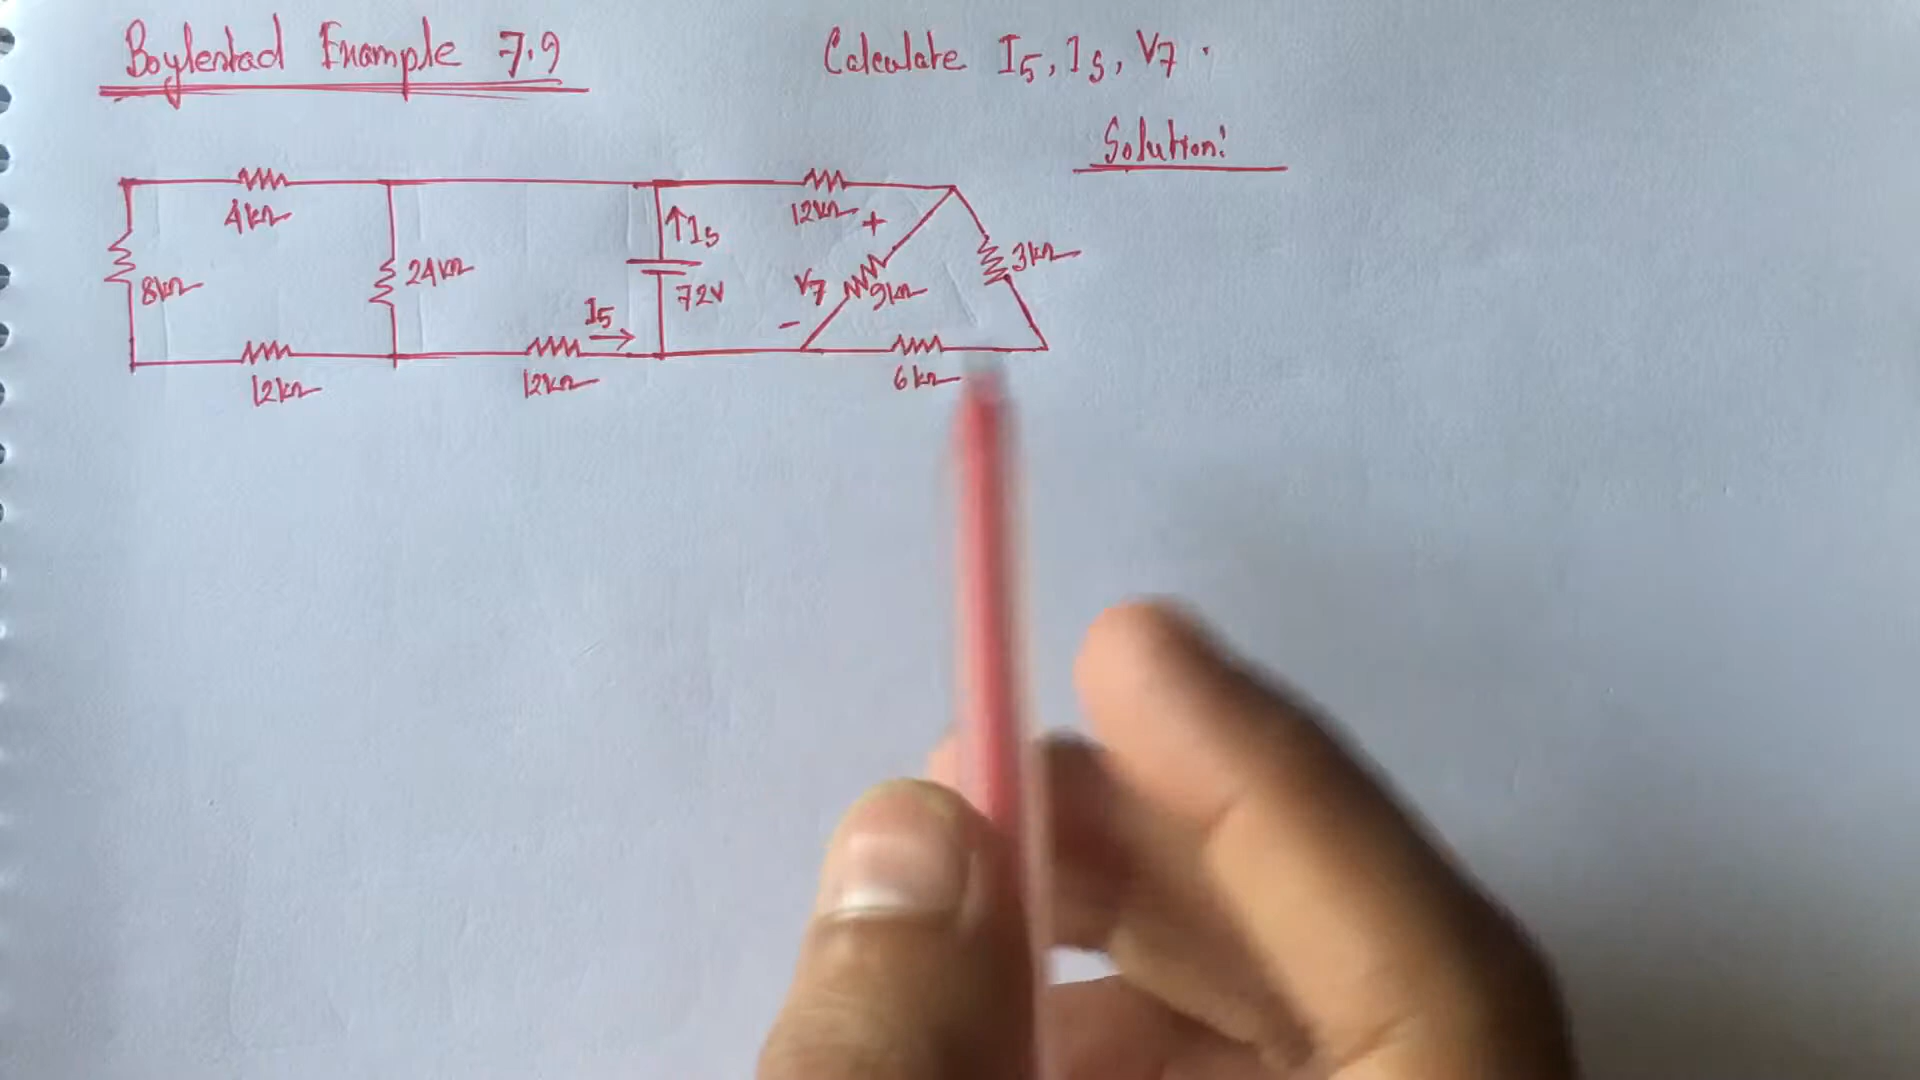 Boylestad Example 7.9
Calculate I5, Is, V7.
Solution:
4kΩ
12kΩ
+
↑Is
8kΩ
24kΩ
3kΩ
72V
V7
9kΩ
I5
→
-
12kΩ
12kΩ
6kΩ